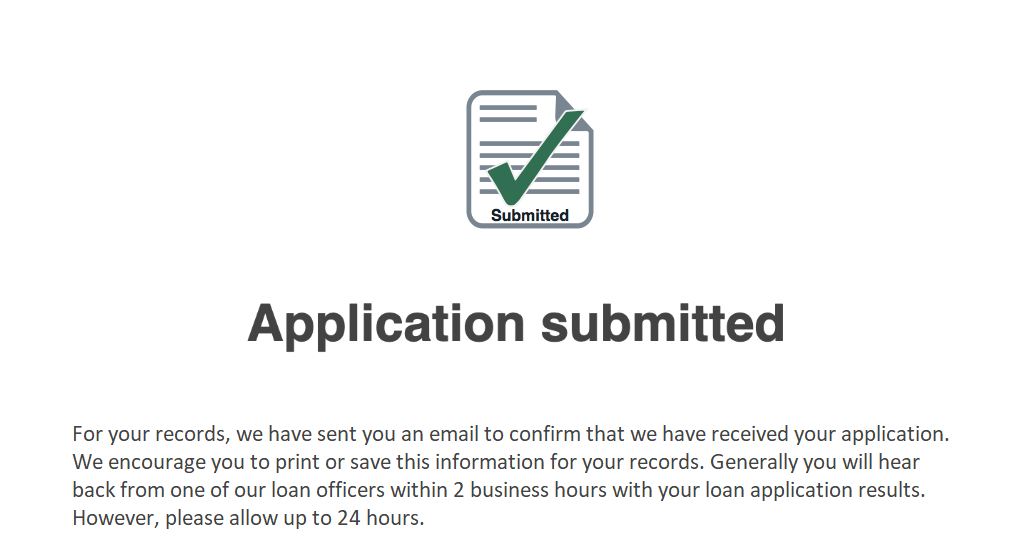 Submitted
Application submitted
For your records, we have sent you an email to confirm that we have received your application.
We encourage you to print or save this information for your records. Generally you will hear
back from one of our loan officers within 2 business hours with your loan application results.
However, please allow up to 24 hours.